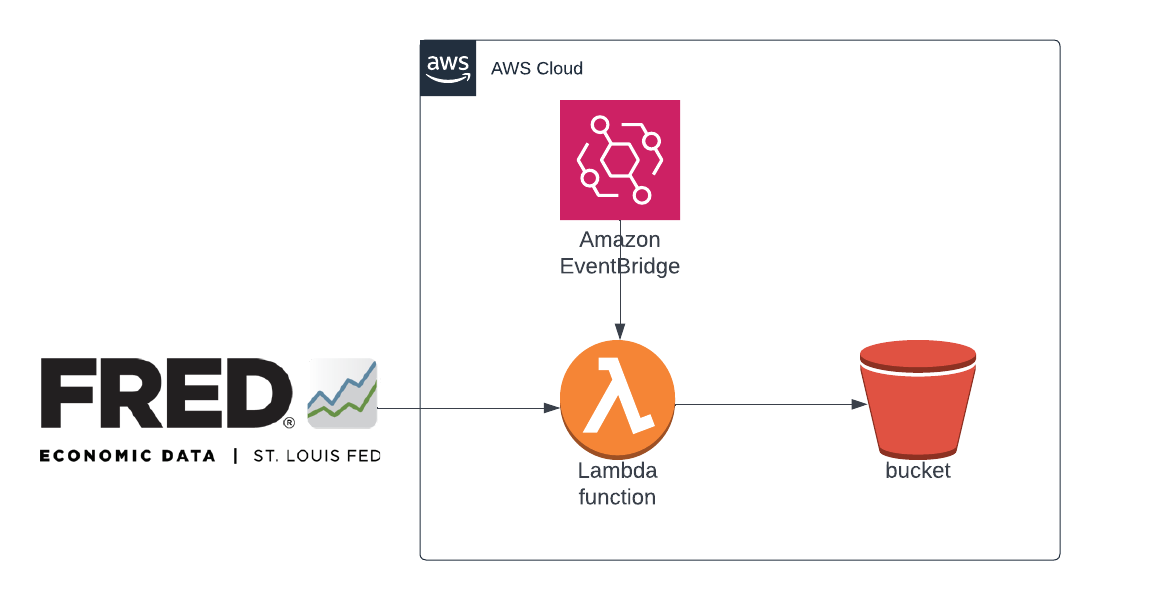 aws
AWS Cloud
Amazon
EventBridge
FRED®
ECONOMIC DATA | ST. LOUIS FED
Lambda
function
bucket